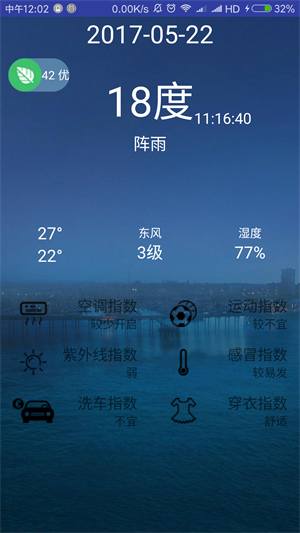 中午12:02 0.00K/s HD 32%
2017-05-22
42 优
18度 11:16:40
阵雨
27° 东风 湿度
22° 3级 77%
空调指数 运动指数
较少开启 较不宜
紫外线指数 感冒指数
弱 较易发
洗车指数 穿衣指数
不宜 舒适